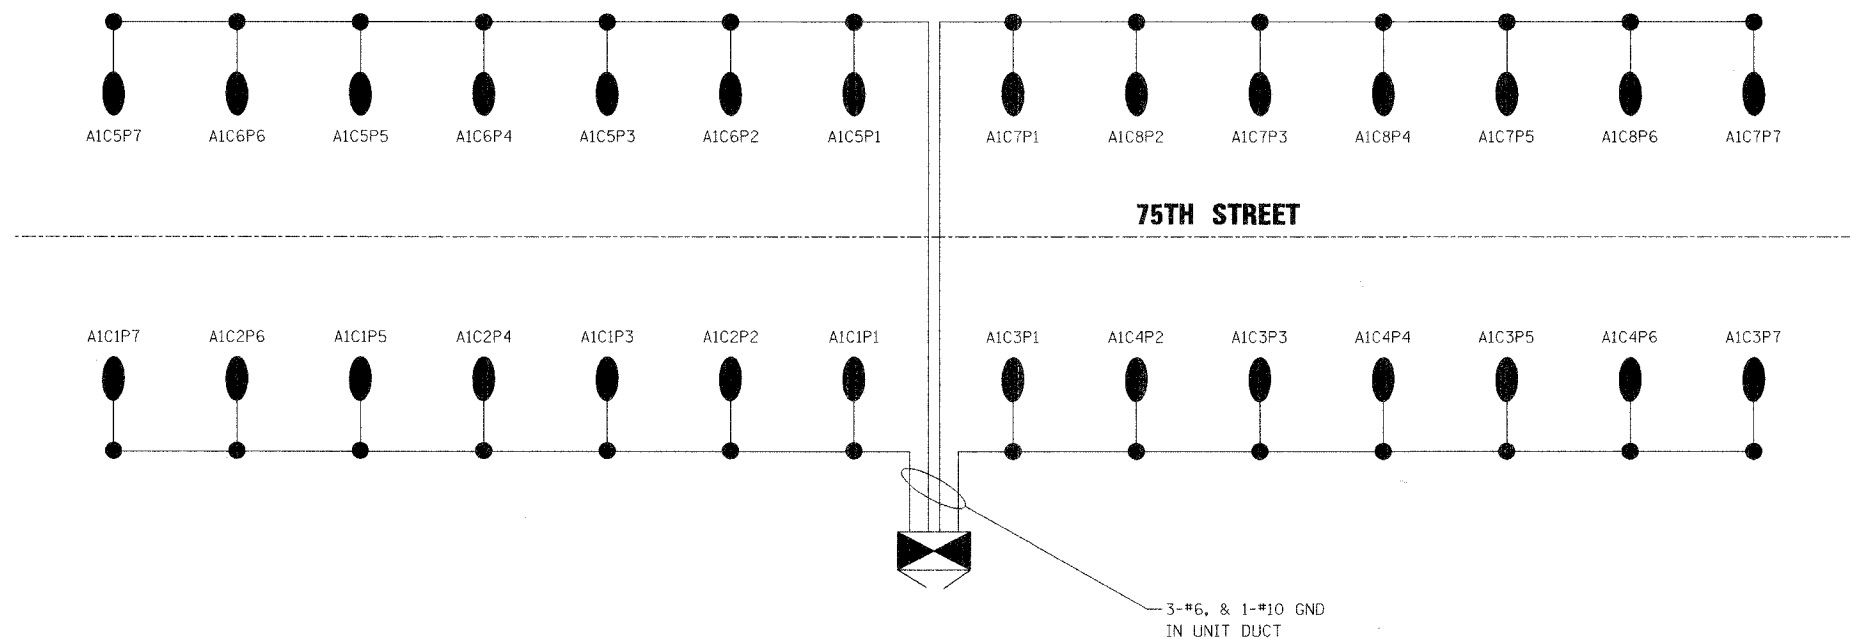 A1C5P7 A1C6P6 A1C5P5 A1C6P4 A1C5P3 A1C6P2 A1C5P1 A1C7P1 A1C8P2 A1C7P3 A1C8P4 A1C7P5 A1C8P6 A1C7P7
75TH STREET
A1C1P7 A1C2P6 A1C1P5 A1C2P4 A1C1P3 A1C2P2 A1C1P1 A1C3P1 A1C4P2 A1C3P3 A1C4P4 A1C3P5 A1C4P6 A1C3P7
3-#6, & 1-#10 GND
IN UNIT DUCT